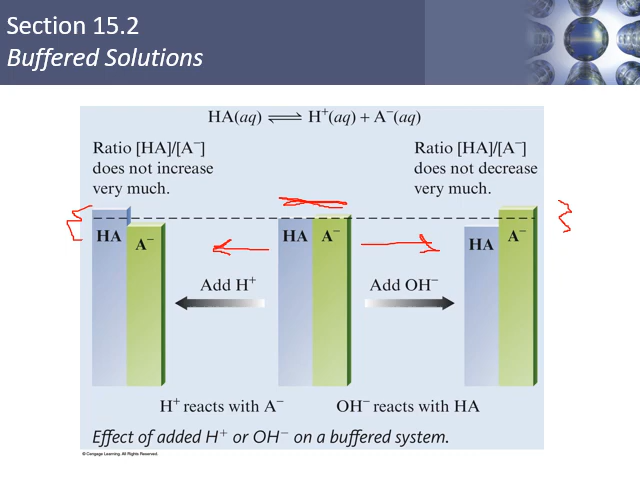 Section 15.2
Buffered Solutions
HA(aq) ⇌ H⁺(aq) + A⁻(aq)
Ratio [HA]/[A⁻]
does not increase
very much.
Ratio [HA]/[A⁻]
does not decrease
very much.
HA A⁻
HA A⁻
HA A⁻
Add H⁺
Add OH⁻
H⁺ reacts with A⁻
OH⁻ reacts with HA
Effect of added H⁺ or OH⁻ on a buffered system.
© Cengage Learning. All Rights Reserved.